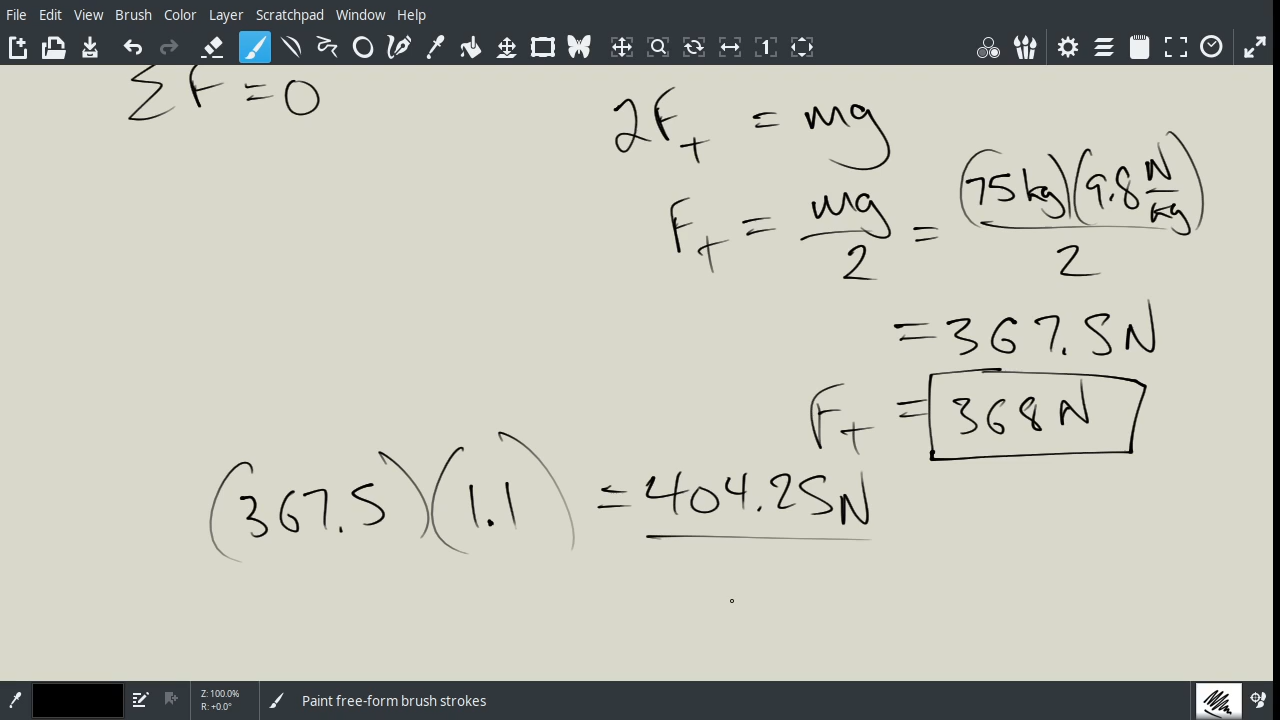 File Edit View Brush Color Layer Scratchpad Window Help
1
ΣF = 0
2F_T = mg
F_T = mg/2 = (75 kg)(9.8 N/kg)/2
= 367.5 N
F_T = 368 N
(367.5)(1.1) = 404.25 N
Z: 100.0%
R: +0.0°
Paint free-form brush strokes